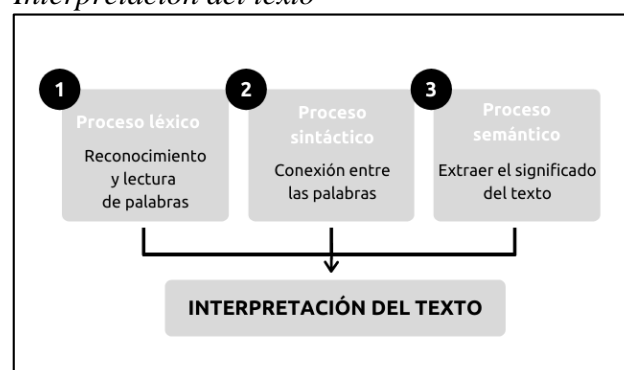 Interpretación del texto
1
Proceso léxico
Reconocimiento
y lectura
de palabras
2
Proceso
sintáctico
Conexión entre
las palabras
3
Proceso
semántico
Extraer el significado
del texto
INTERPRETACIÓN DEL TEXTO